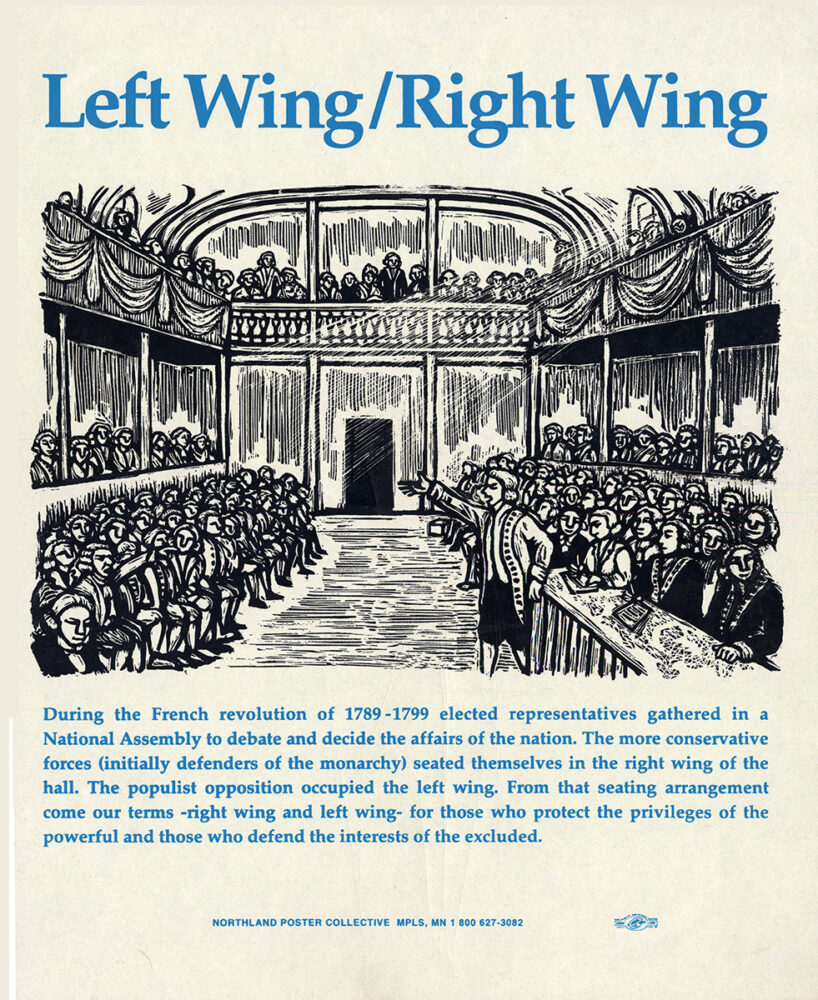 Left Wing/Right Wing
During the French revolution of 1789-1799 elected representatives gathered in a
National Assembly to debate and decide the affairs of the nation. The more conservative
forces (initially defenders of the monarchy) seated themselves in the right wing of the
hall. The populist opposition occupied the left wing. From that seating arrangement
come our terms -right wing and left wing- for those who protect the privileges of the
powerful and those who defend the interests of the excluded.
NORTHLAND POSTER COLLECTIVE MPLS, MN 1 800 627-3082